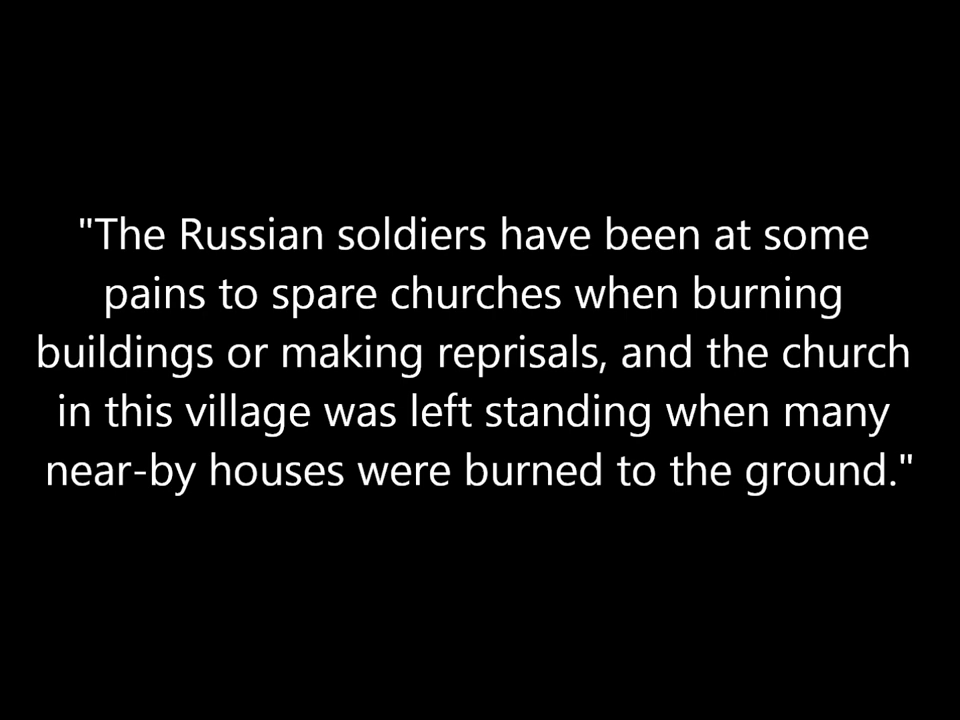 "The Russian soldiers have been at some
pains to spare churches when burning
buildings or making reprisals, and the church
in this village was left standing when many
near-by houses were burned to the ground."